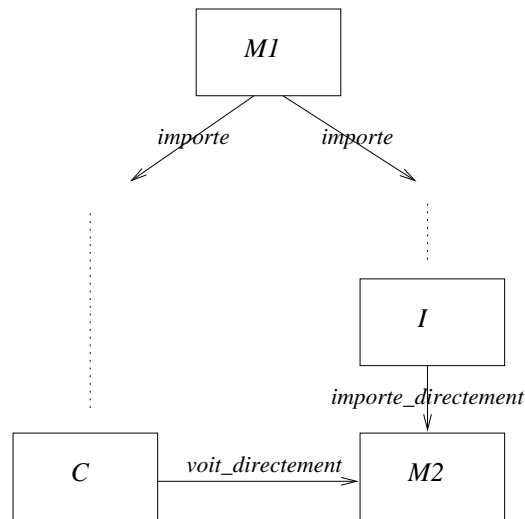 M1
importe
importe
I
importe_directement
C
voit_directement
M2